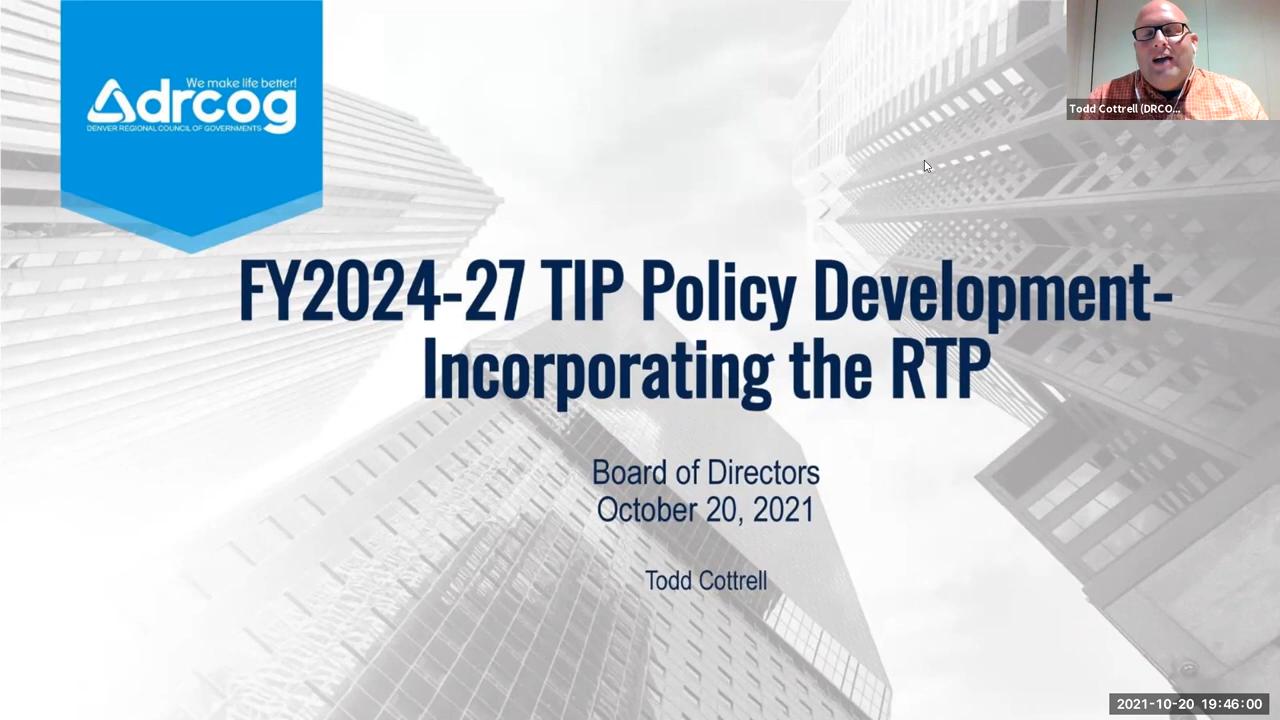 We make life better!
drcog
DENVER REGIONAL COUNCIL OF GOVERNMENTS
Todd Cottrell (DRCO...
FY2024-27 TIP Policy Development-
Incorporating the RTP
Board of Directors
October 20, 2021
Todd Cottrell
2021-10-20 19:46:00